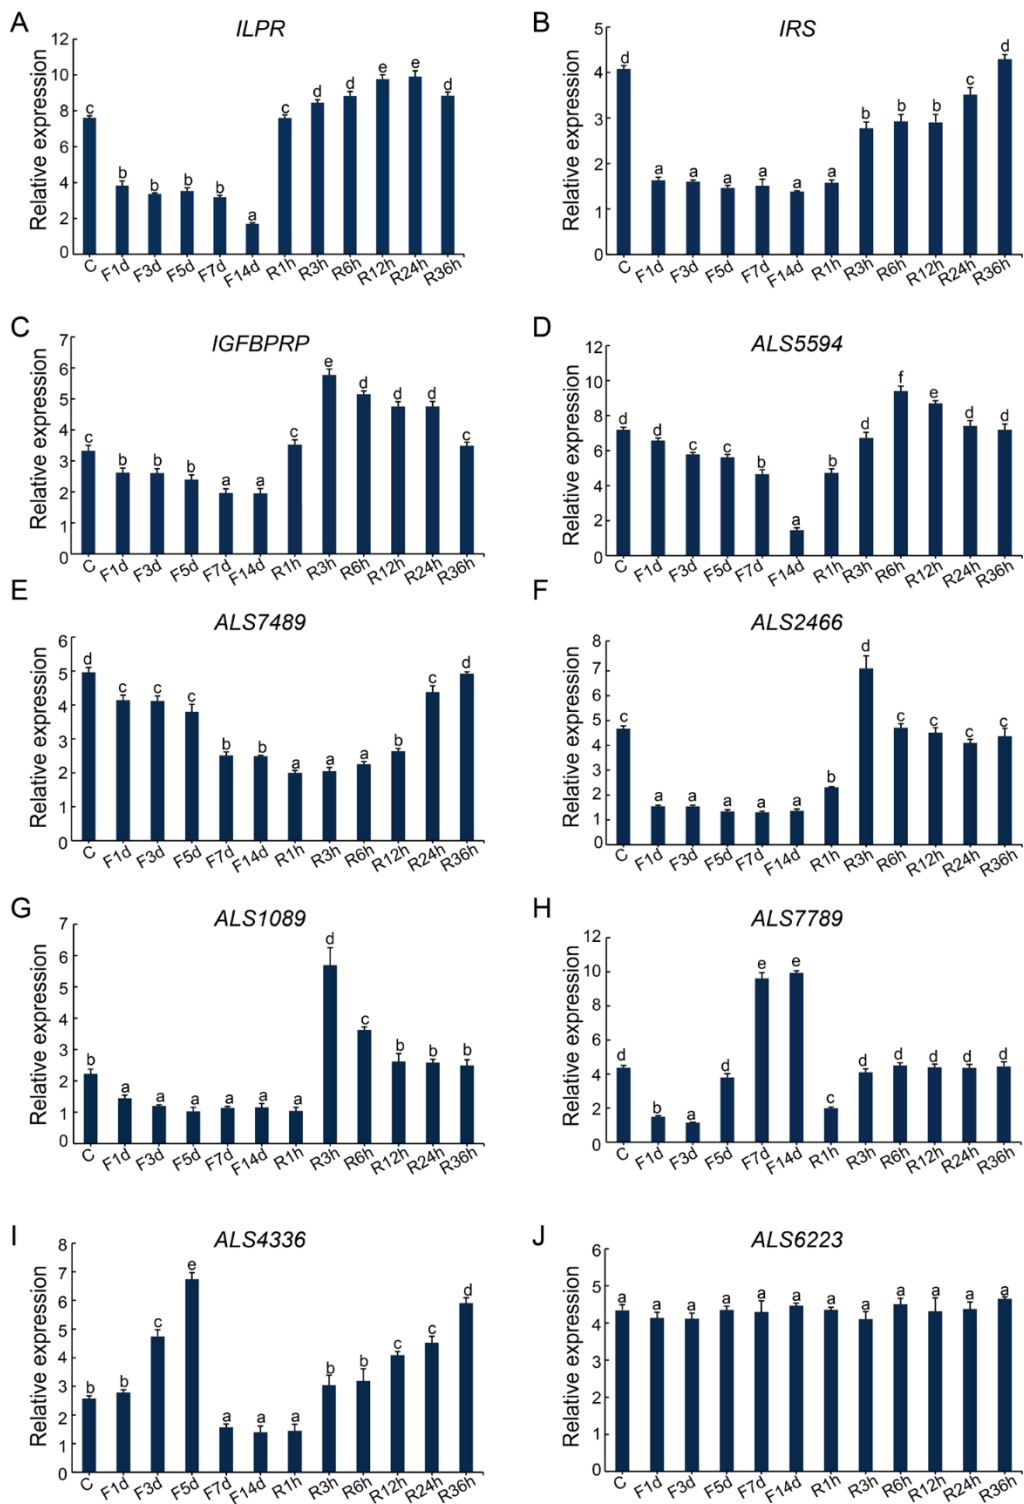 A
ILPR
Relative expression
12
10
8
6
4
2
0
c b b b b a c d d e e d
C F1d F3d F5d F7d F14d R1h R3h R6h R12h R24h R36h
B
IRS
Relative expression
5
4
3
2
1
0
d a a a a a a b b b c d
C F1d F3d F5d F7d F14d R1h R3h R6h R12h R24h R36h
C
IGFBPRP
Relative expression
7
6
5
4
3
2
1
0
c b b b a a c e d d d c
C F1d F3d F5d F7d F14d R1h R3h R6h R12h R24h R36h
D
ALS5594
Relative expression
12
10
8
6
4
2
0
d d c c b a b d f e d d
C F1d F3d F5d F7d F14d R1h R3h R6h R12h R24h R36h
E
ALS7489
Relative expression
6
5
4
3
2
1
0
d c c c b b a a a b c d
C F1d F3d F5d F7d F14d R1h R3h R6h R12h R24h R36h
F
ALS2466
Relative expression
8
7
6
5
4
3
2
1
0
c a a a a a b d c c c c
C F1d F3d F5d F7d F14d R1h R3h R6h R12h R24h R36h
G
ALS1089
Relative expression
7
6
5
4
3
2
1
0
b a a a a a a d c b b b
C F1d F3d F5d F7d F14d R1h R3h R6h R12h R24h R36h
H
ALS7789
Relative expression
12
10
8
6
4
2
0
d b a d e e c d d d d d
C F1d F3d F5d F7d F14d R1h R3h R6h R12h R24h R36h
I
ALS4336
Relative expression
8
7
6
5
4
3
2
1
0
b b c e a a a b b c c d
C F1d F3d F5d F7d F14d R1h R3h R6h R12h R24h R36h
J
ALS6223
Relative expression
6
5
4
3
2
1
0
a a a a a a a a a a a a
C F1d F3d F5d F7d F14d R1h R3h R6h R12h R24h R36h